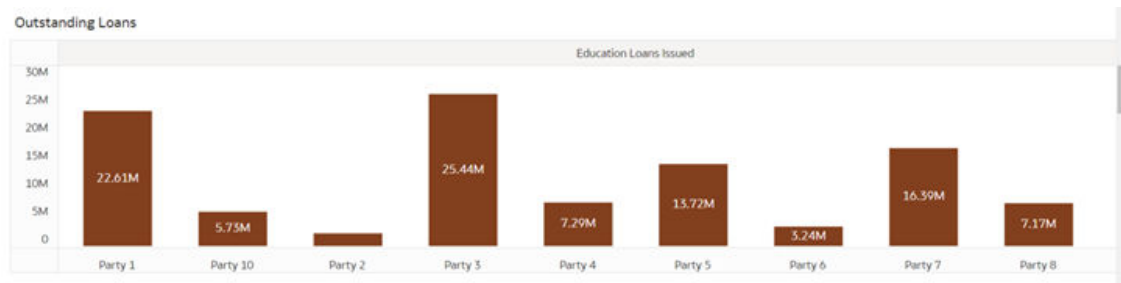 Outstanding Loans
Education Loans Issued
30M
25M
20M
15M
10M
5M
0
22.61M
5.73M
25.44M
7.29M
13.72M
3.24M
16.39M
7.17M
Party 1
Party 10
Party 2
Party 3
Party 4
Party 5
Party 6
Party 7
Party 8